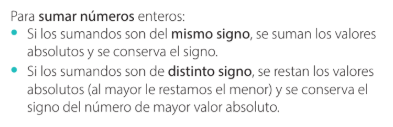 Para sumar números enteros:
• Si los sumandos son del mismo signo, se suman los valores
absolutos y se conserva el signo.
• Si los sumandos son de distinto signo, se restan los valores
absolutos (al mayor le restamos el menor) y se conserva el
signo del número de mayor valor absoluto.